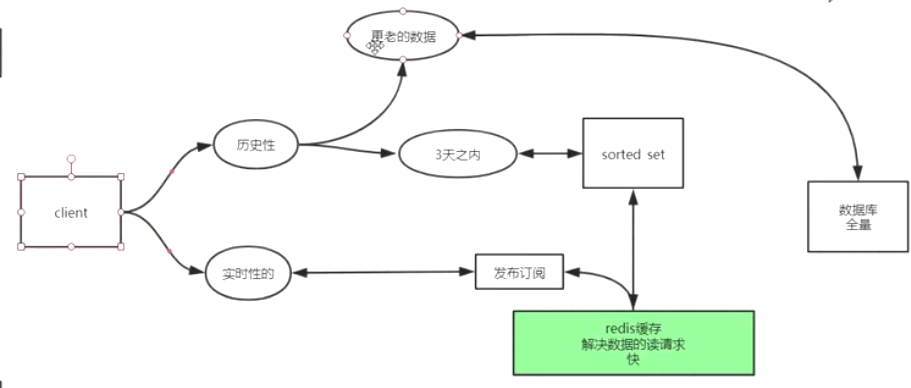 更老的数据
历史性
3天之内
sorted set
client
数据库
全量
实时性的
发布订阅
redis缓存
解决数据的读请求
快